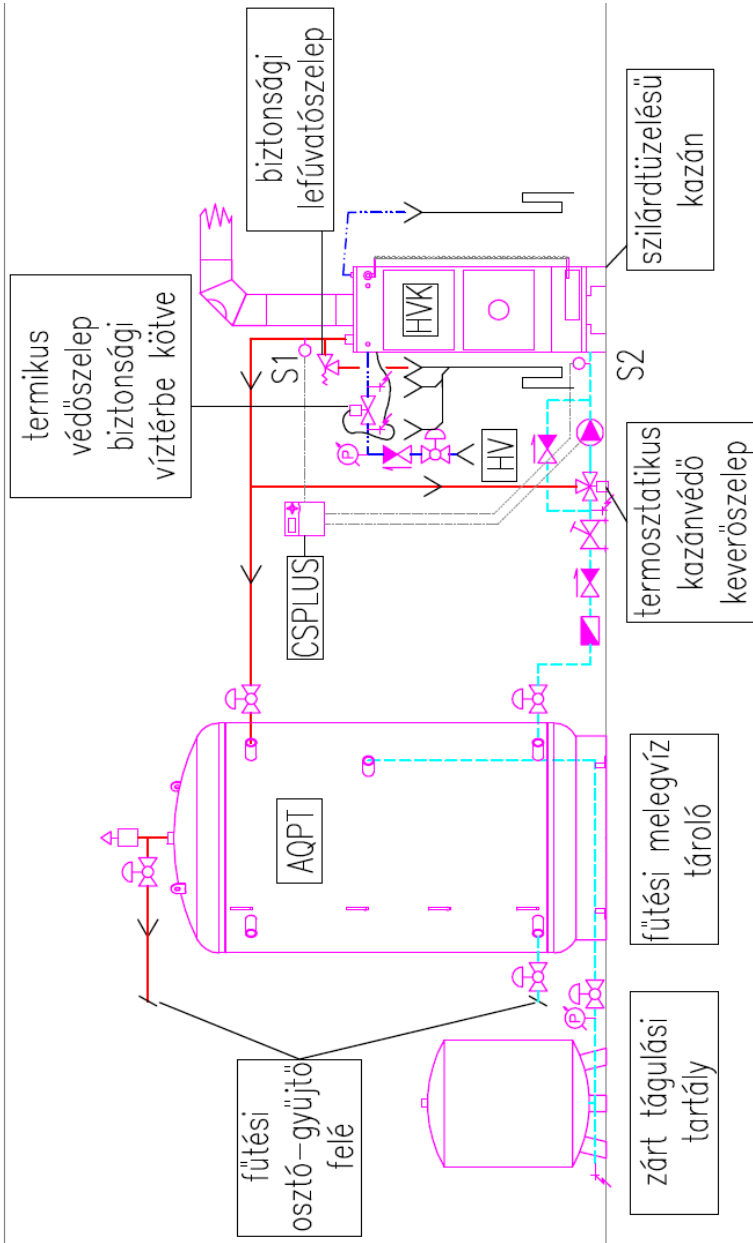 termikus
védőszelep
biztonsági
víztérbe kötve
biztonsági
lefúvatószelep
fűtési
osztó-gyűjtő
felé
S1
P
HVK
HV
CSPLUS
AQPT
S2
P
zárt tágulási
tartály
fűtési melegvíz
tároló
termosztatikus
kazánvédő
keverőszelep
szilárdtüzelésű
kazán